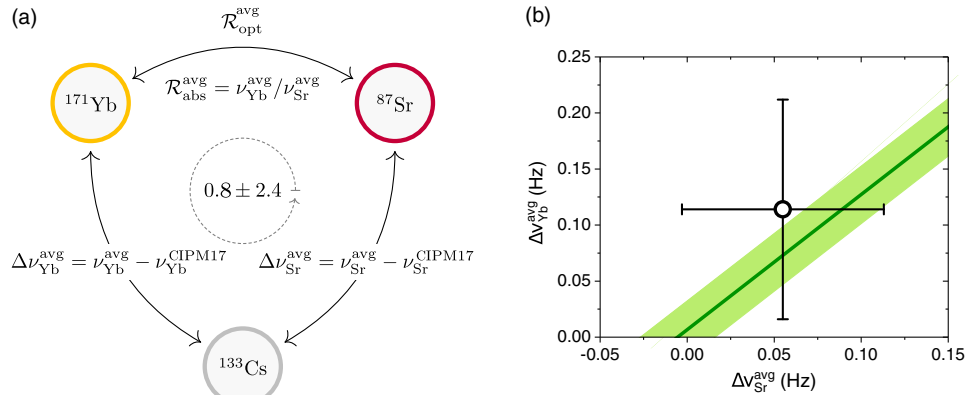 (a)
ℛ_opt^avg
ℛ_abs^avg = ν_Yb^avg/ν_Sr^avg
¹⁷¹Yb
⁸⁷Sr
0.8 ± 2.4
Δν_Yb^avg = ν_Yb^avg − ν_Yb^CIPM17
Δν_Sr^avg = ν_Sr^avg − ν_Sr^CIPM17
¹³³Cs
(b)
0.25
0.20
0.15
0.10
0.05
0.00
Δν_Yb^avg (Hz)
-0.05 0.00 0.05 0.10 0.15
Δν_Sr^avg (Hz)